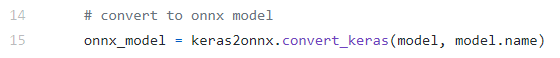 14 # convert to onnx model
15 onnx_model = keras2onnx.convert_keras(model, model.name)